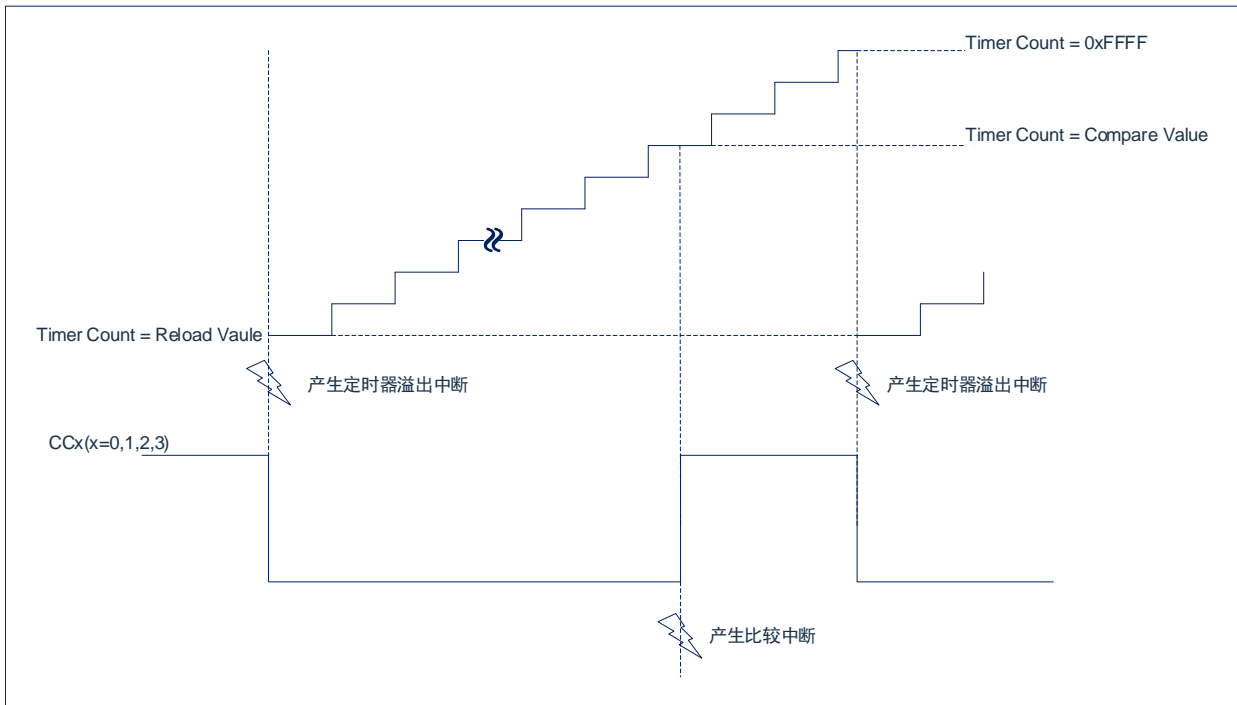 Timer Count = 0xFFFF
Timer Count = Compare Value
Timer Count = Reload Vaule
产生定时器溢出中断
产生定时器溢出中断
CCx(x=0,1,2,3)
产生比较中断